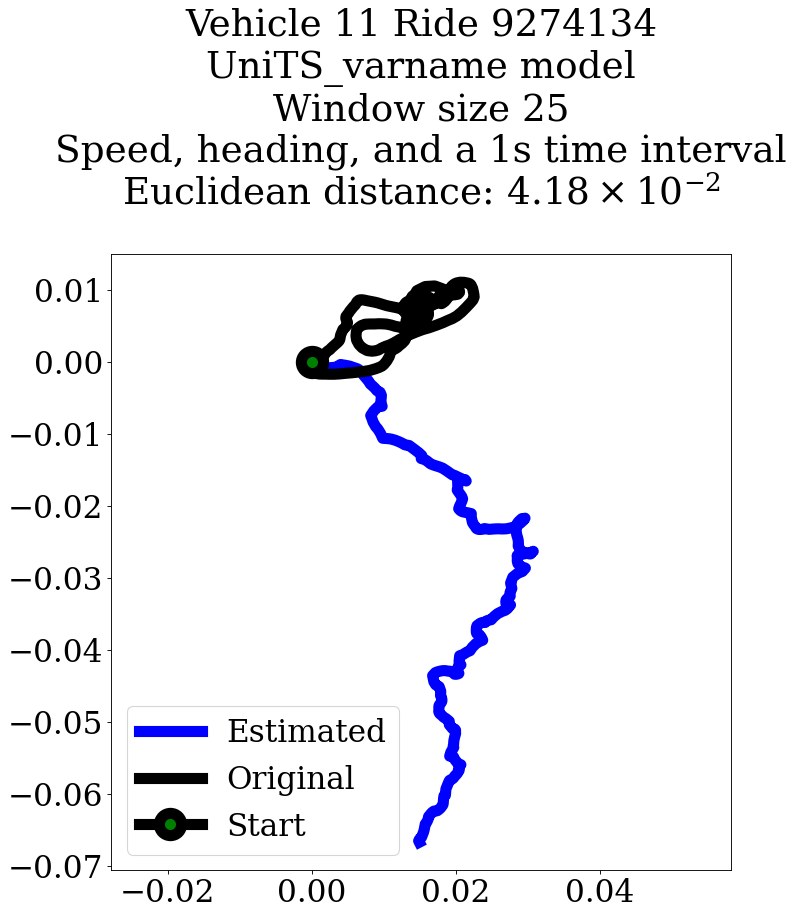 Vehicle 11 Ride 9274134
UniTS_varname model
Window size 25
Speed, heading, and a 1s time interval
Euclidean distance: 4.18 × 10⁻²
0.01
0.00
−0.01
−0.02
−0.03
−0.04
−0.05
−0.06
−0.07
Estimated
Original
Start
−0.02 0.00 0.02 0.04